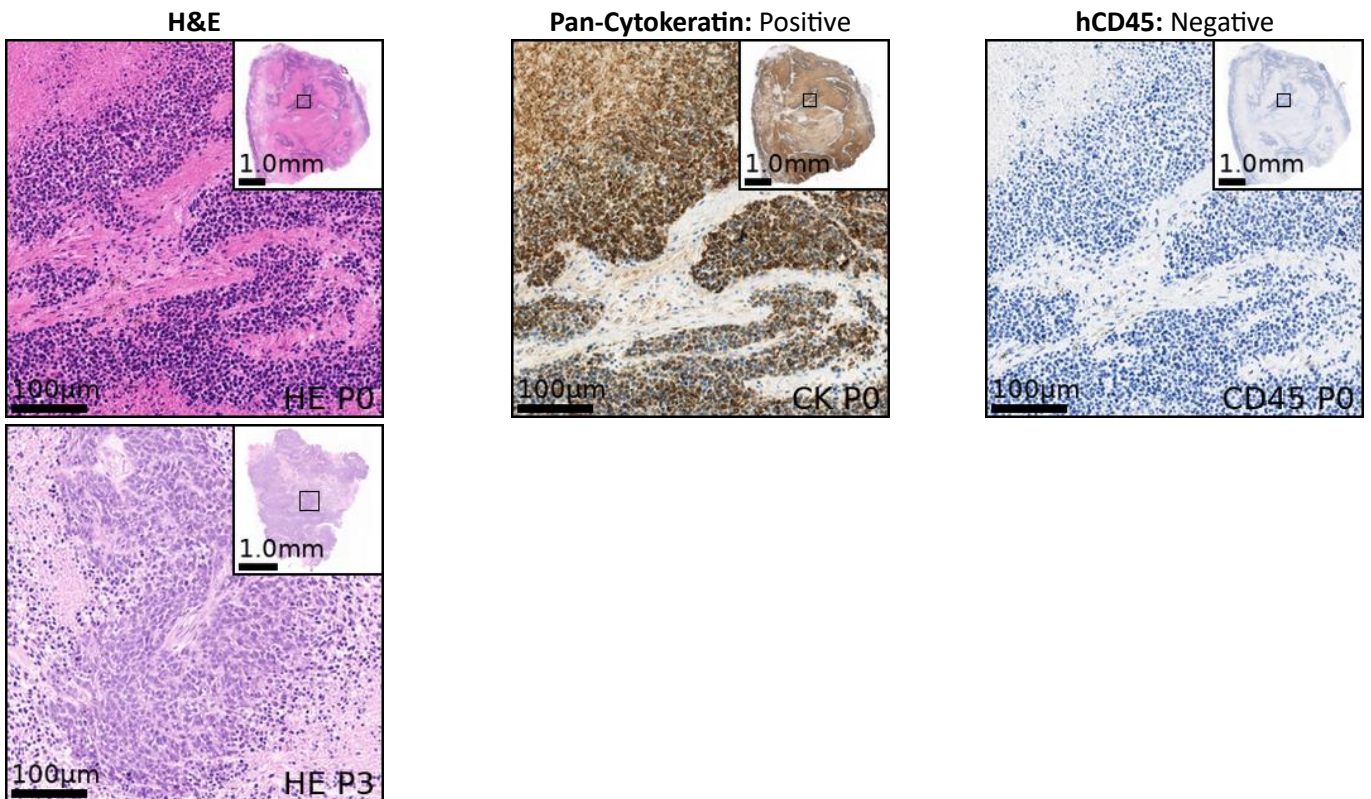 H&E
Pan-Cytokeratin: Positive
hCD45: Negative
1.0mm
100µm
HE P0
1.0mm
100µm
CK P0
1.0mm
100µm
CD45 P0
1.0mm
100µm
HE P3